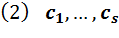 (2) c₁, ..., cₛ